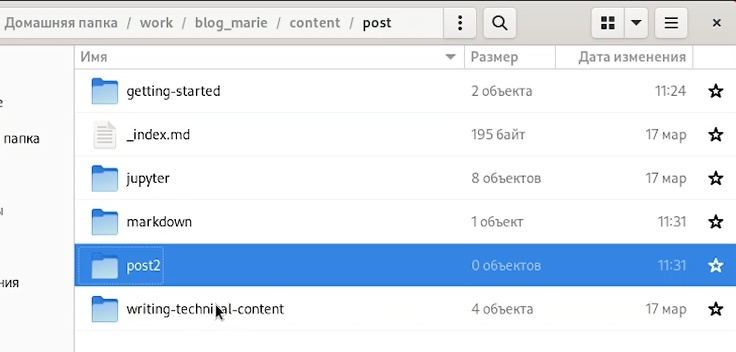 Домашняя папка / work / blog_marie / content / post
Имя Размер Дата изменения
getting-started 2 объекта 11:24
_index.md 195 байт 17 мар
папка
jupyter 8 объектов 17 мар
markdown 1 объект 11:31
post2 0 объектов 11:31
writing-technical-content 4 объекта 17 мар